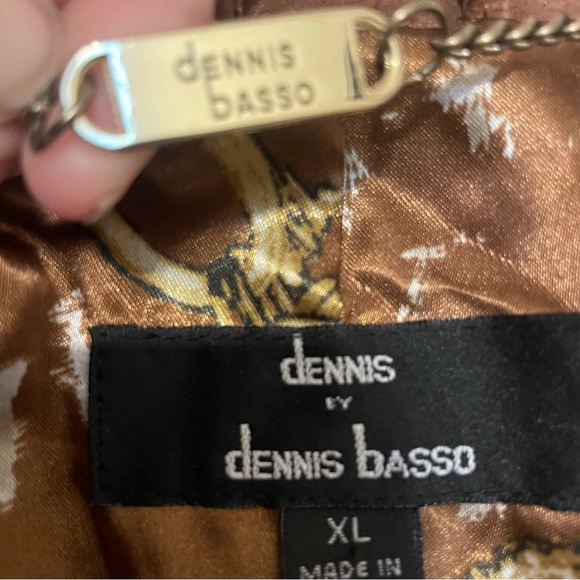 dENNIS
basso
dENNIS
BY
dENNIS basso
XL
MADE IN